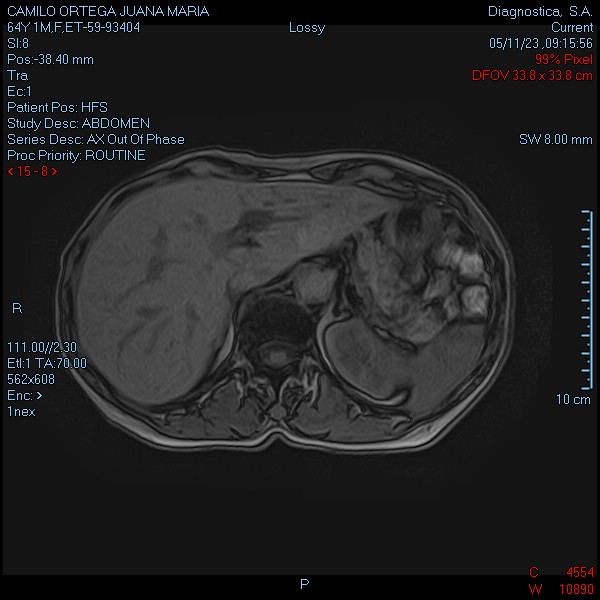 CAMILO ORTEGA JUANA MARIA
64Y 1M,F,ET-59-93404
Sl:8
Pos:-38.40 mm
Tra
Ec:1
Patient Pos: HFS
Study Desc: ABDOMEN
Series Desc: AX Out Of Phase
Proc Priority: ROUTINE
< 15 - 8 >
Lossy
Diagnostica, S.A.
Current
05/11/23 ,09:15:56
99% Pixel
DFOV 33.8 x 33.8 cm
SW 8.00 mm
R
111.00//2.30
Etl:1 TA:70.00
562x608
Enc: >
1nex
10 cm
P
C 4554
W 10890